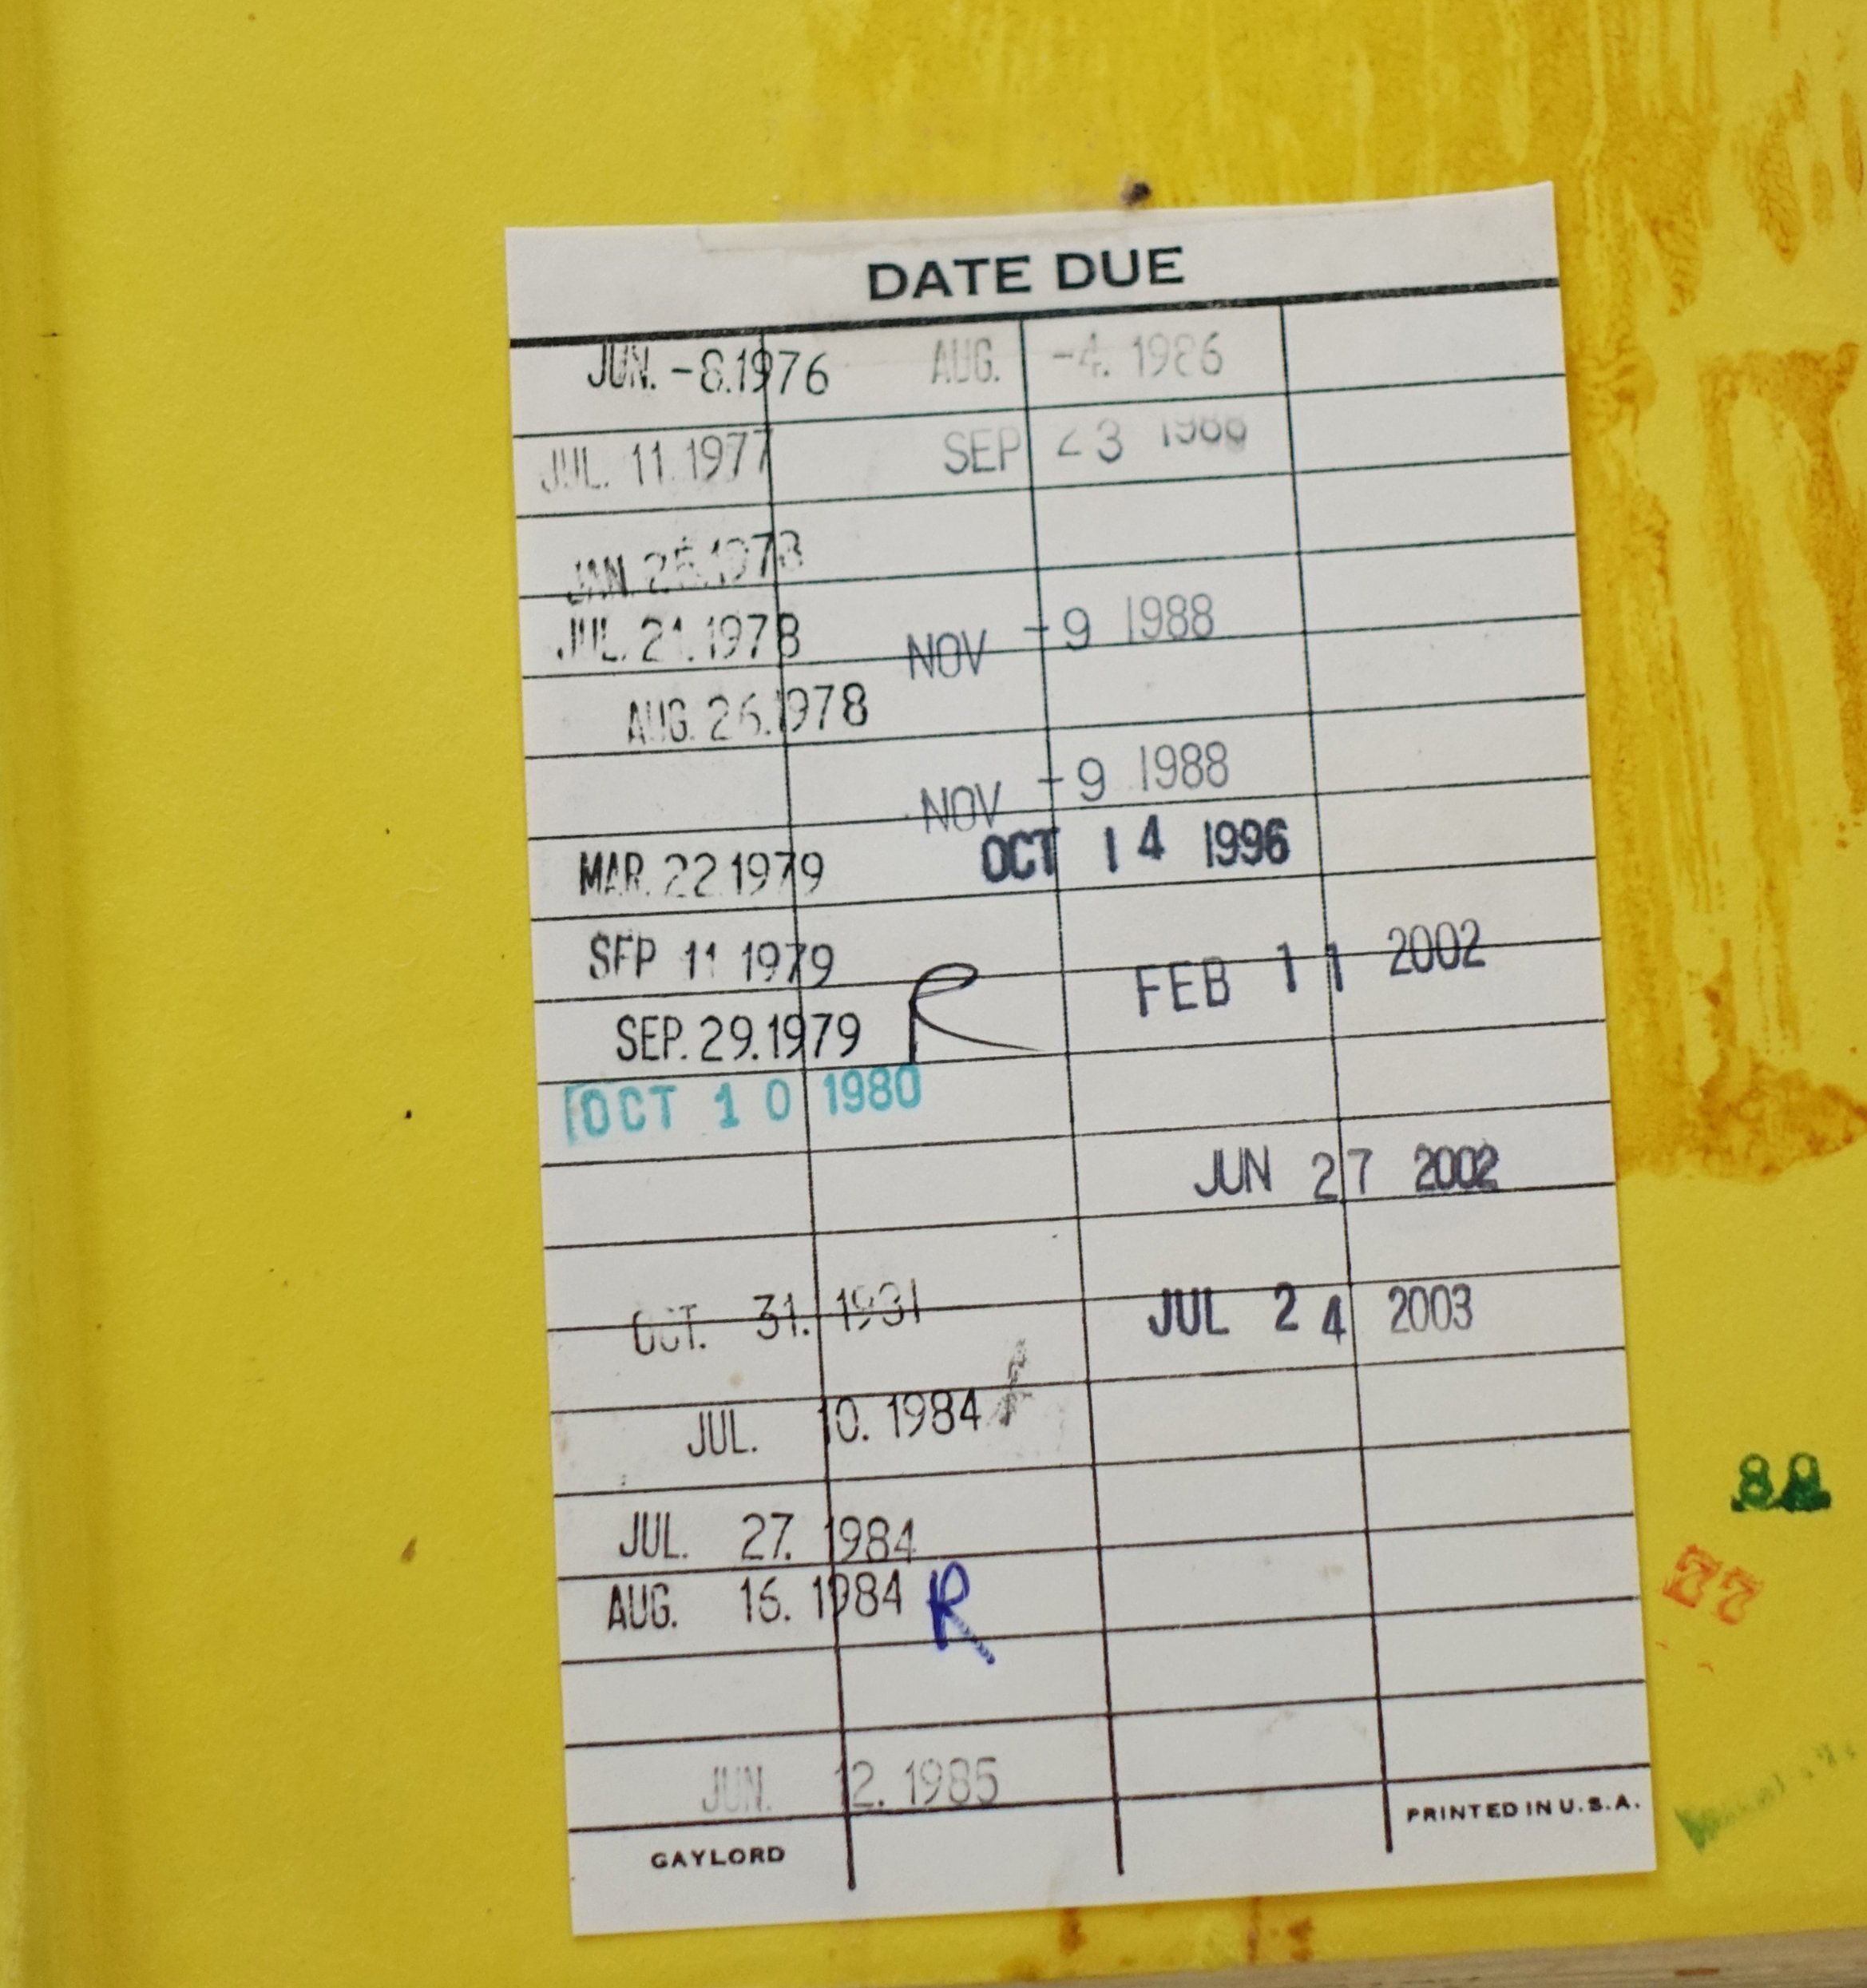 DATE DUE
JUN. -8.1976
JUL. 11.1977
JAN. 25.1978
JUL. 21.1978
AUG. 26.1978
MAR. 22 1979
SEP 11 1979
SEP. 29.1979 R
OCT 10 1980
OCT. 31. 1981
JUL. 10. 1984
JUL. 27. 1984
AUG. 16. 1984 R
JUN. 12. 1985
AUG. -4. 1986
SEP 23 1986
NOV -9 1988
NOV -9 1988
OCT 14 1996
FEB 11 2002
JUN 27 2002
JUL 24 2003
GAYLORD
PRINTED IN U.S.A.
77